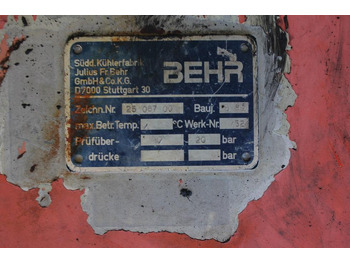 Südd. Kühlerfabrik
Julius Fr. Behr
GmbH & Co. K.G.
D7000 Stuttgart 30
BEHR
Zeichn. Nr. Bauj.
max. Betr. Temp. °C Werk-Nr.
Prüfüber- 20 bar
drücke bar